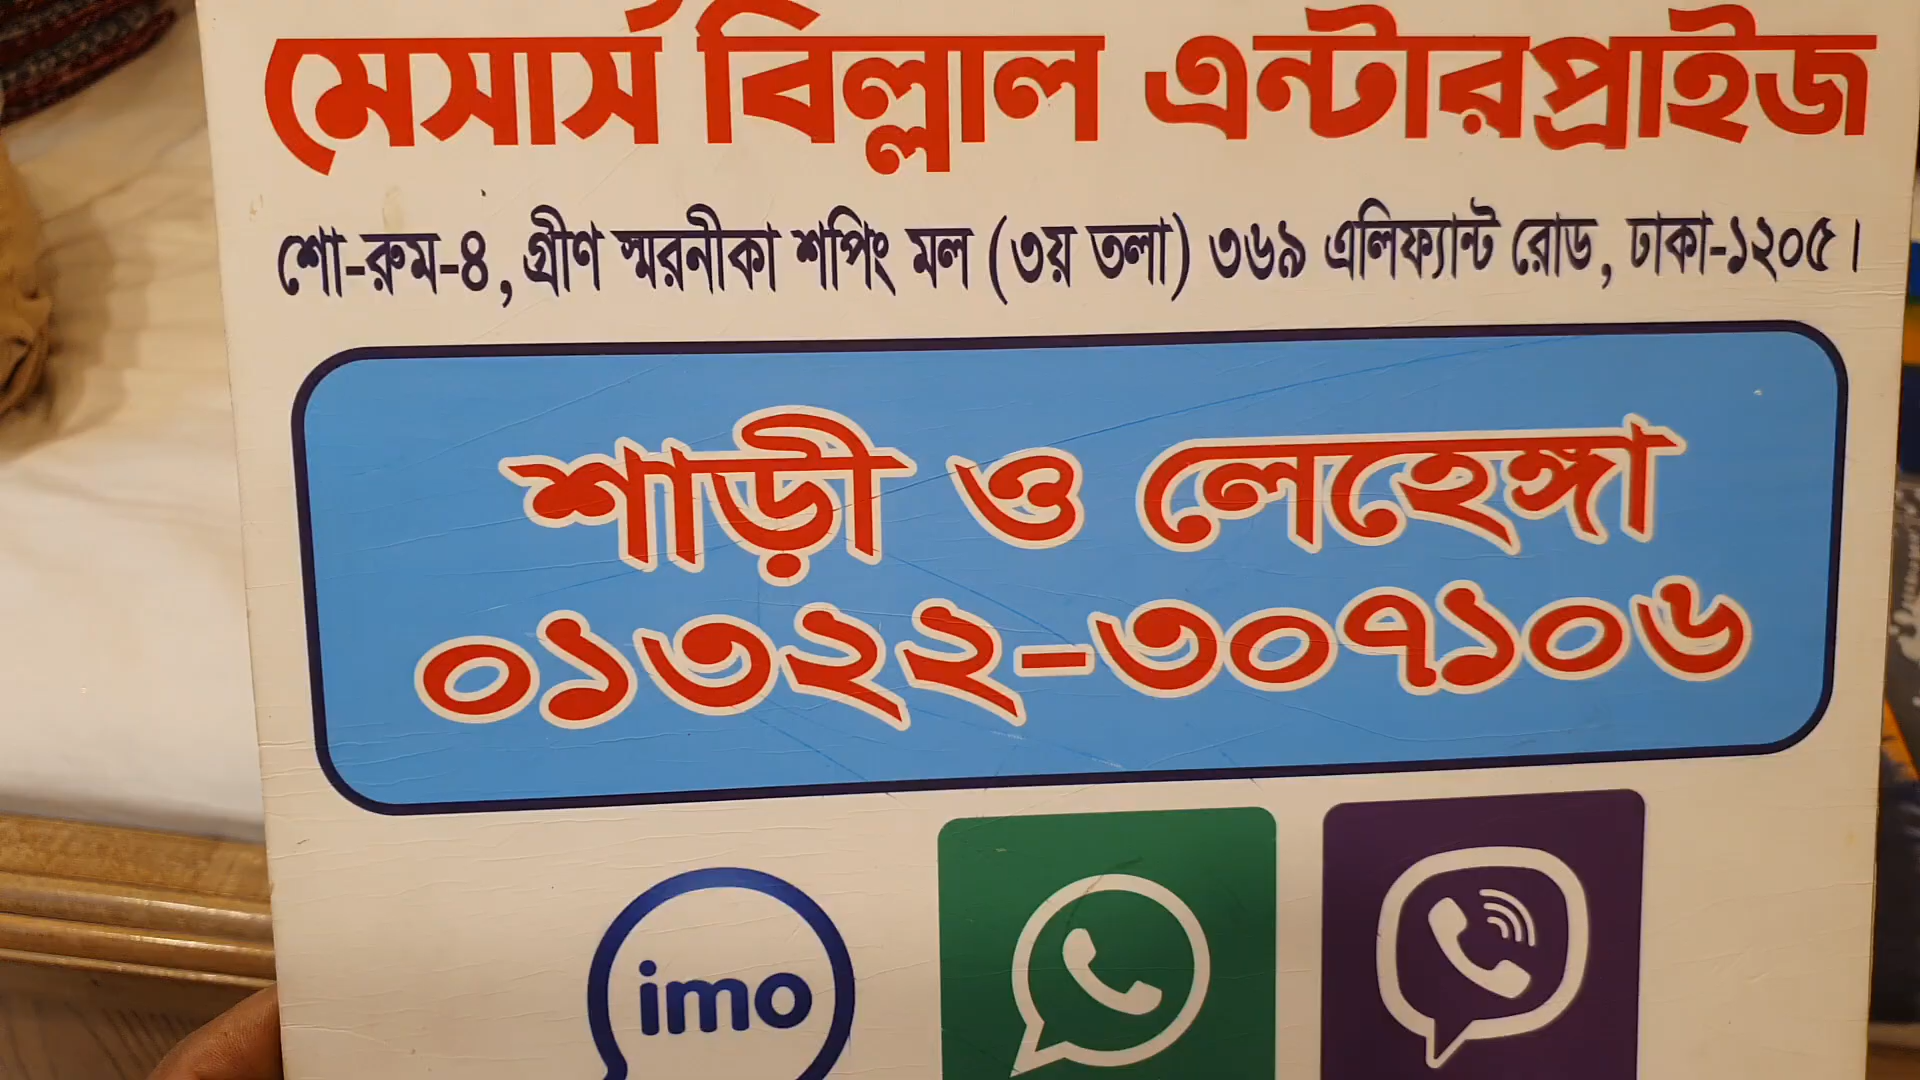 মেসার্স বিল্লাল এন্টারপ্রাইজ
শো-রুম-৪, গ্রীণ স্মরনীকা শপিং মল (৩য় তলা) ৩৬৯ এলিফ্যান্ট রোড, ঢাকা-১২০৫।
শাড়ী ও লেহেঙ্গা
০১৩২২-৩০৭১০৬
imo